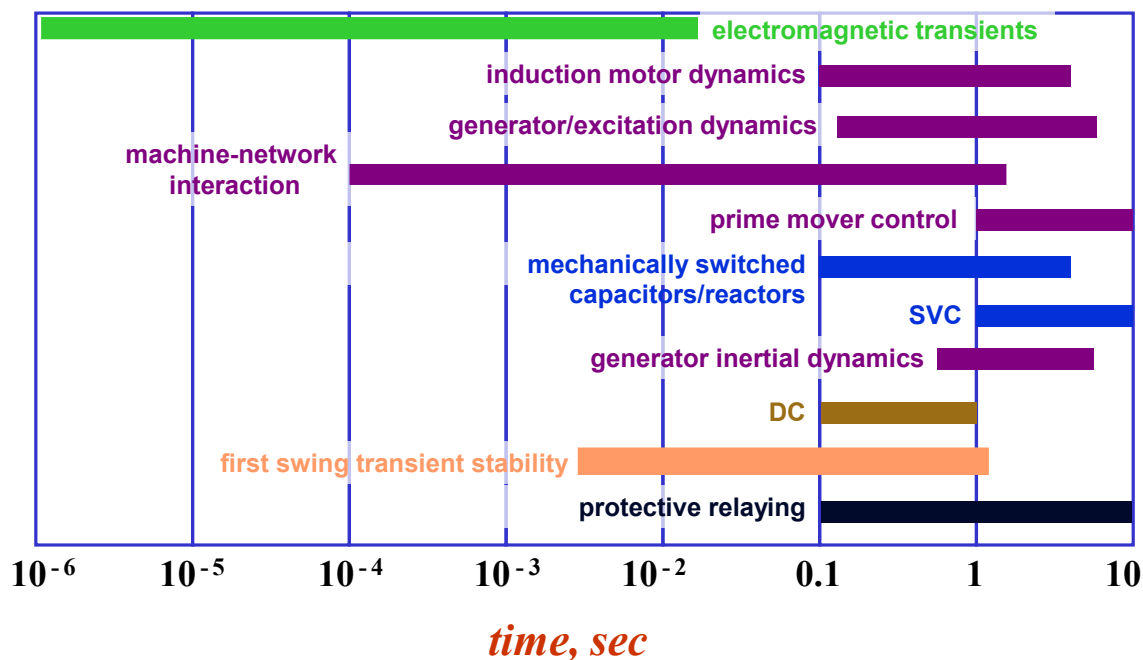 electromagnetic transients
induction motor dynamics
generator/excitation dynamics
machine-network
interaction
prime mover control
mechanically switched
capacitors/reactors
SVC
generator inertial dynamics
DC
first swing transient stability
protective relaying
10⁻⁶ 10⁻⁵ 10⁻⁴ 10⁻³ 10⁻² 0.1 1 10
time, sec